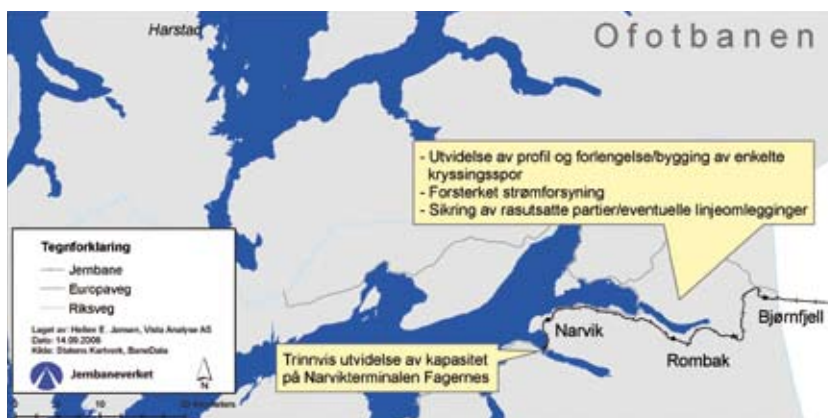 Harstad
Ofotbanen
- Utvidelse av profil og forlengelse/bygging av enkelte
kryssingsspor
- Forsterket strømforsyning
- Sikring av rasutsatte partier/eventuelle linjeomlegginger
Tegnforklaring
Jernbane
Europaveg
Riksveg
Laget av: Hellen E. Jansen, Vista Analyse AS
Dato: 14.09.2006
Kilde: Statens Kartverk, BaneData
Jernbaneverket
N
Narvik
Rombak
Bjørnfjell
Trinnvis utvidelse av kapasitet
på Narvikterminalen Fagernes